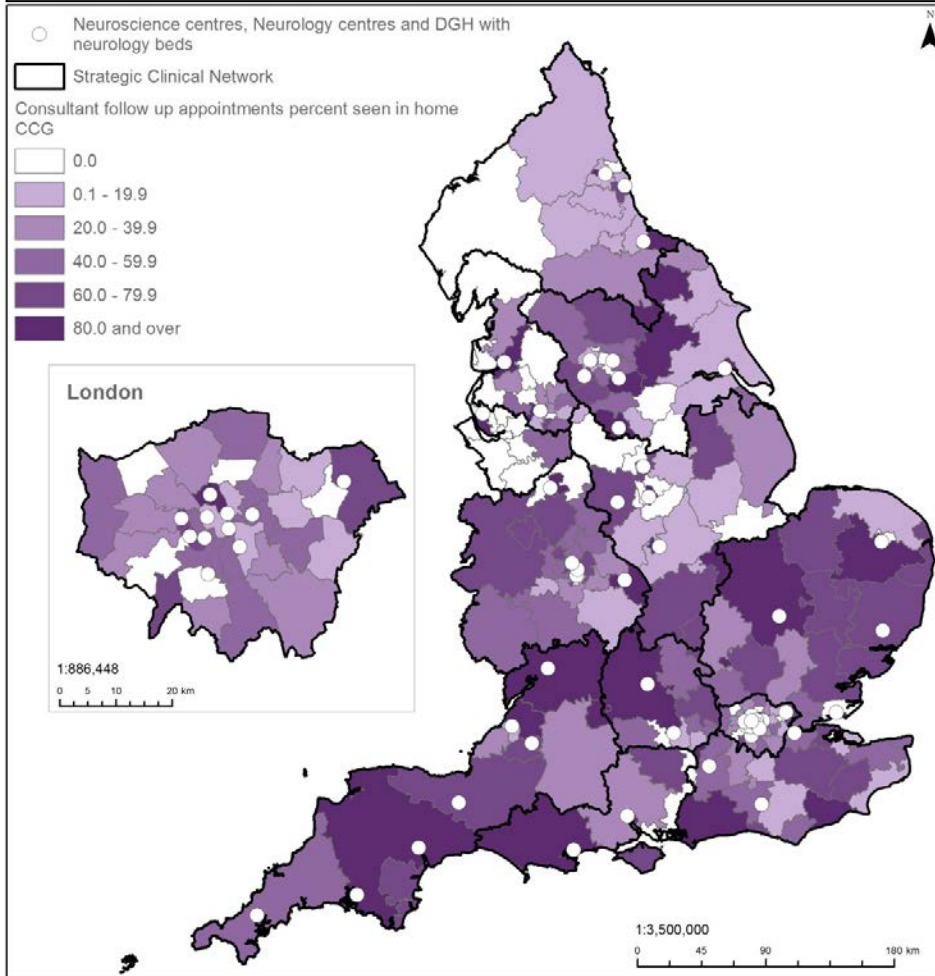 N
Neuroscience centres, Neurology centres and DGH with
neurology beds
Strategic Clinical Network
Consultant follow up appointments percent seen in home
CCG
0.0
0.1 - 19.9
20.0 - 39.9
40.0 - 59.9
60.0 - 79.9
80.0 and over
London
1:886,448
0 5 10 20 km
1:3,500,000
0 45 90 180 km